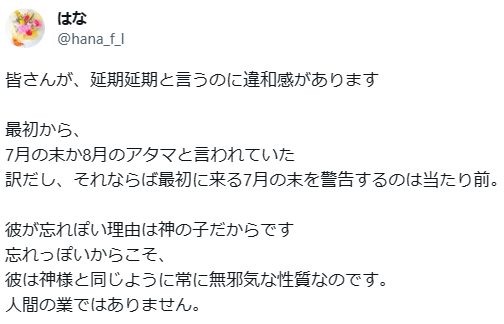 はな
@hana_f_l
皆さんが、延期延期と言うのに違和感があります
最初から、
7月の末か8月のアタマと言われていた
訳だし、それならば最初に来る7月の末を警告するのは当たり前。
彼が忘れぽい理由は神の子だからです
忘れっぽいからこそ、
彼は神様と同じように常に無邪気な性質なのです。
人間の業ではありません。